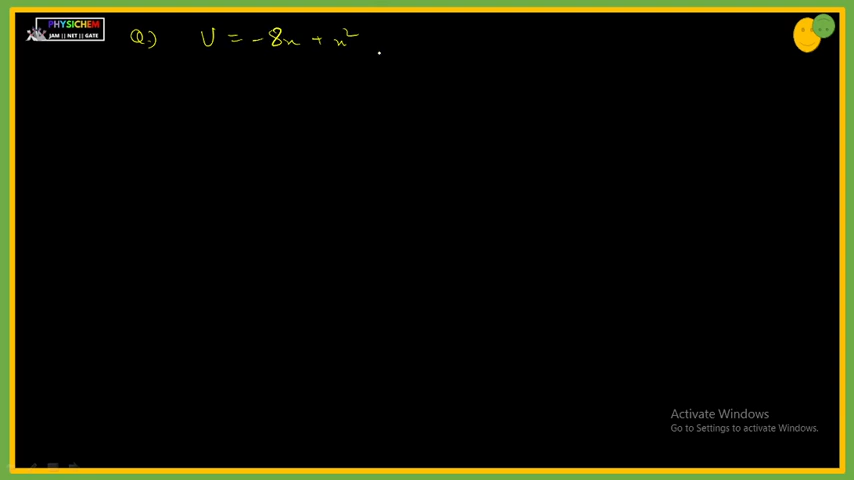 PHYSICHEM
JAM || NET || GATE
Q.) U = -8x + x²
Activate Windows
Go to Settings to activate Windows.